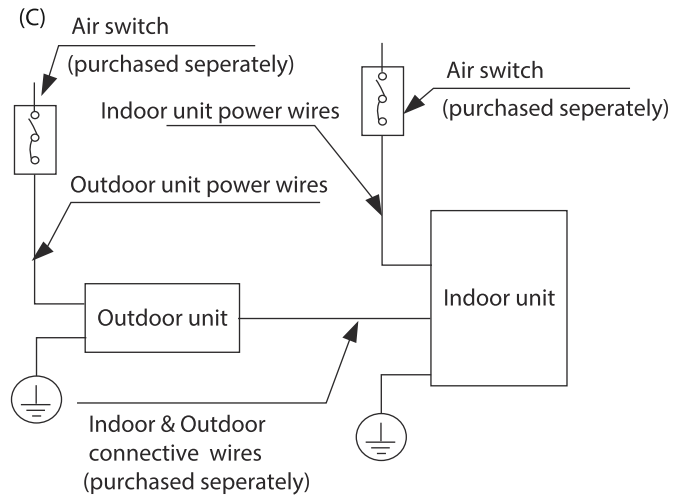 (C)
Air switch
(purchased seperately)
Air switch
(purchased seperately)
Indoor unit power wires
Outdoor unit power wires
Indoor unit
Outdoor unit
Indoor & Outdoor
connective wires
(purchased seperately)